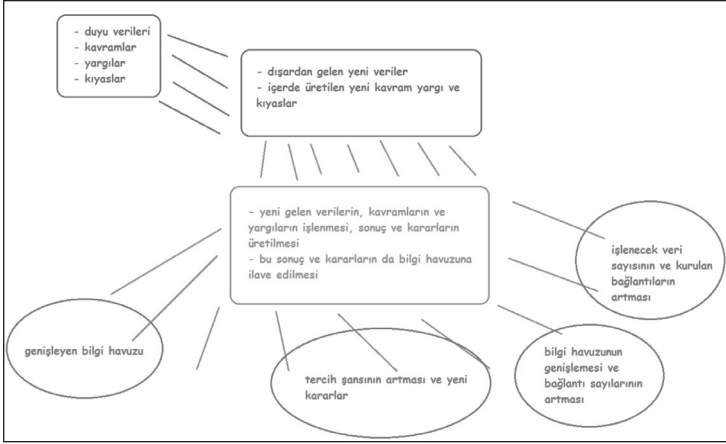 - duyu verileri
- kavramlar
- yargılar
- kıyaslar
- dışardan gelen yeni veriler
- içerde üretilen yeni kavram yargı ve
kıyaslar
- yeni gelen verilerin, kavramların ve
yargıların işlenmesi, sonuç ve kararların
üretilmesi
- bu sonuç ve kararların da bilgi havuzuna
ilave edilmesi
işlenecek veri
sayısının ve kurulan
bağlantıların
artması
genişleyen bilgi havuzu
tercih şansının artması ve yeni
kararlar
bilgi havuzunun
genişlemesi ve
bağlantı sayılarının
artması